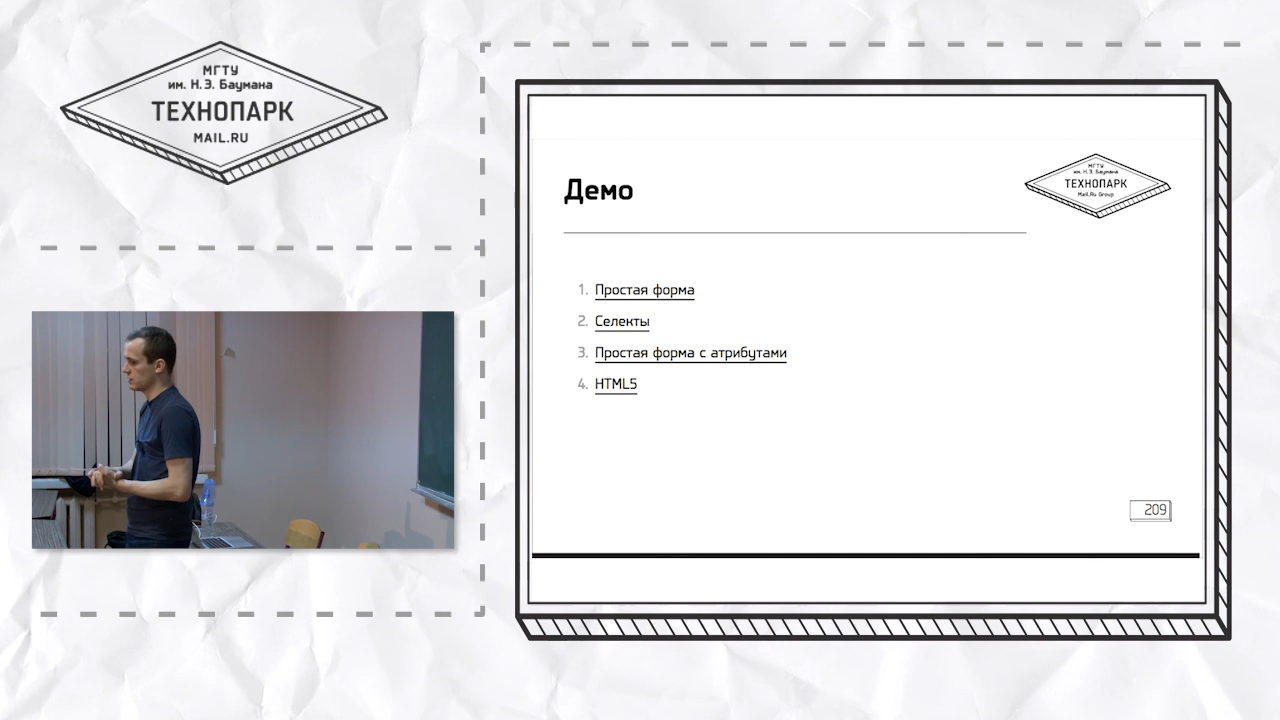 МГТУ
им. Н.Э. Баумана
ТЕХНОПАРК
MAIL.RU
Демо
МГТУ
им. Н.Э. Баумана
ТЕХНОПАРК
Mail.Ru Group
1. Простая форма
2. Селекты
3. Простая форма с атрибутами
4. HTML5
209